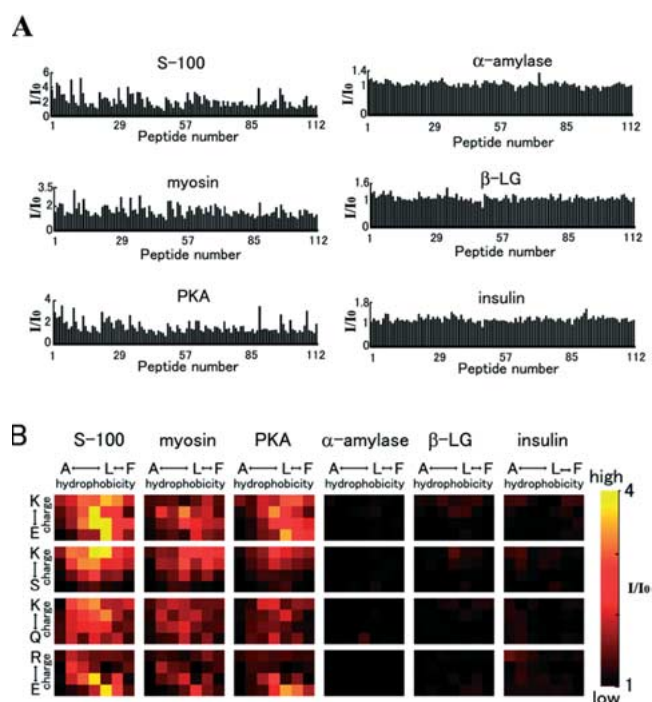 A
S-100
I/I₀
6
4
2
0
1 29 57 85 112
Peptide number
α-amylase
1.4
1
0
1 29 57 85 112
Peptide number
myosin
I/I₀
3.5
2
0
1 29 57 85 112
Peptide number
β-LG
I/I₀
1.6
1
0
1 29 57 85 112
Peptide number
PKA
I/I₀
4
2
0
1 29 57 85 112
Peptide number
insulin
I/I₀
1.8
1
0
1 29 57 85 112
Peptide number
B
S-100 myosin PKA α-amylase β-LG insulin
A ⟷ L ↔ F A ⟷ L ↔ F A ⟷ L ↔ F A ⟷ L ↔ F A ⟷ L ↔ F A ⟷ L ↔ F
hydrophobicity hydrophobicity hydrophobicity hydrophobicity hydrophobicity hydrophobicity
K ⟷ E
charge
K ⟷ S
charge
K ⟷ Q
charge
R ⟷ E
charge
high
4
I/I₀
1
low